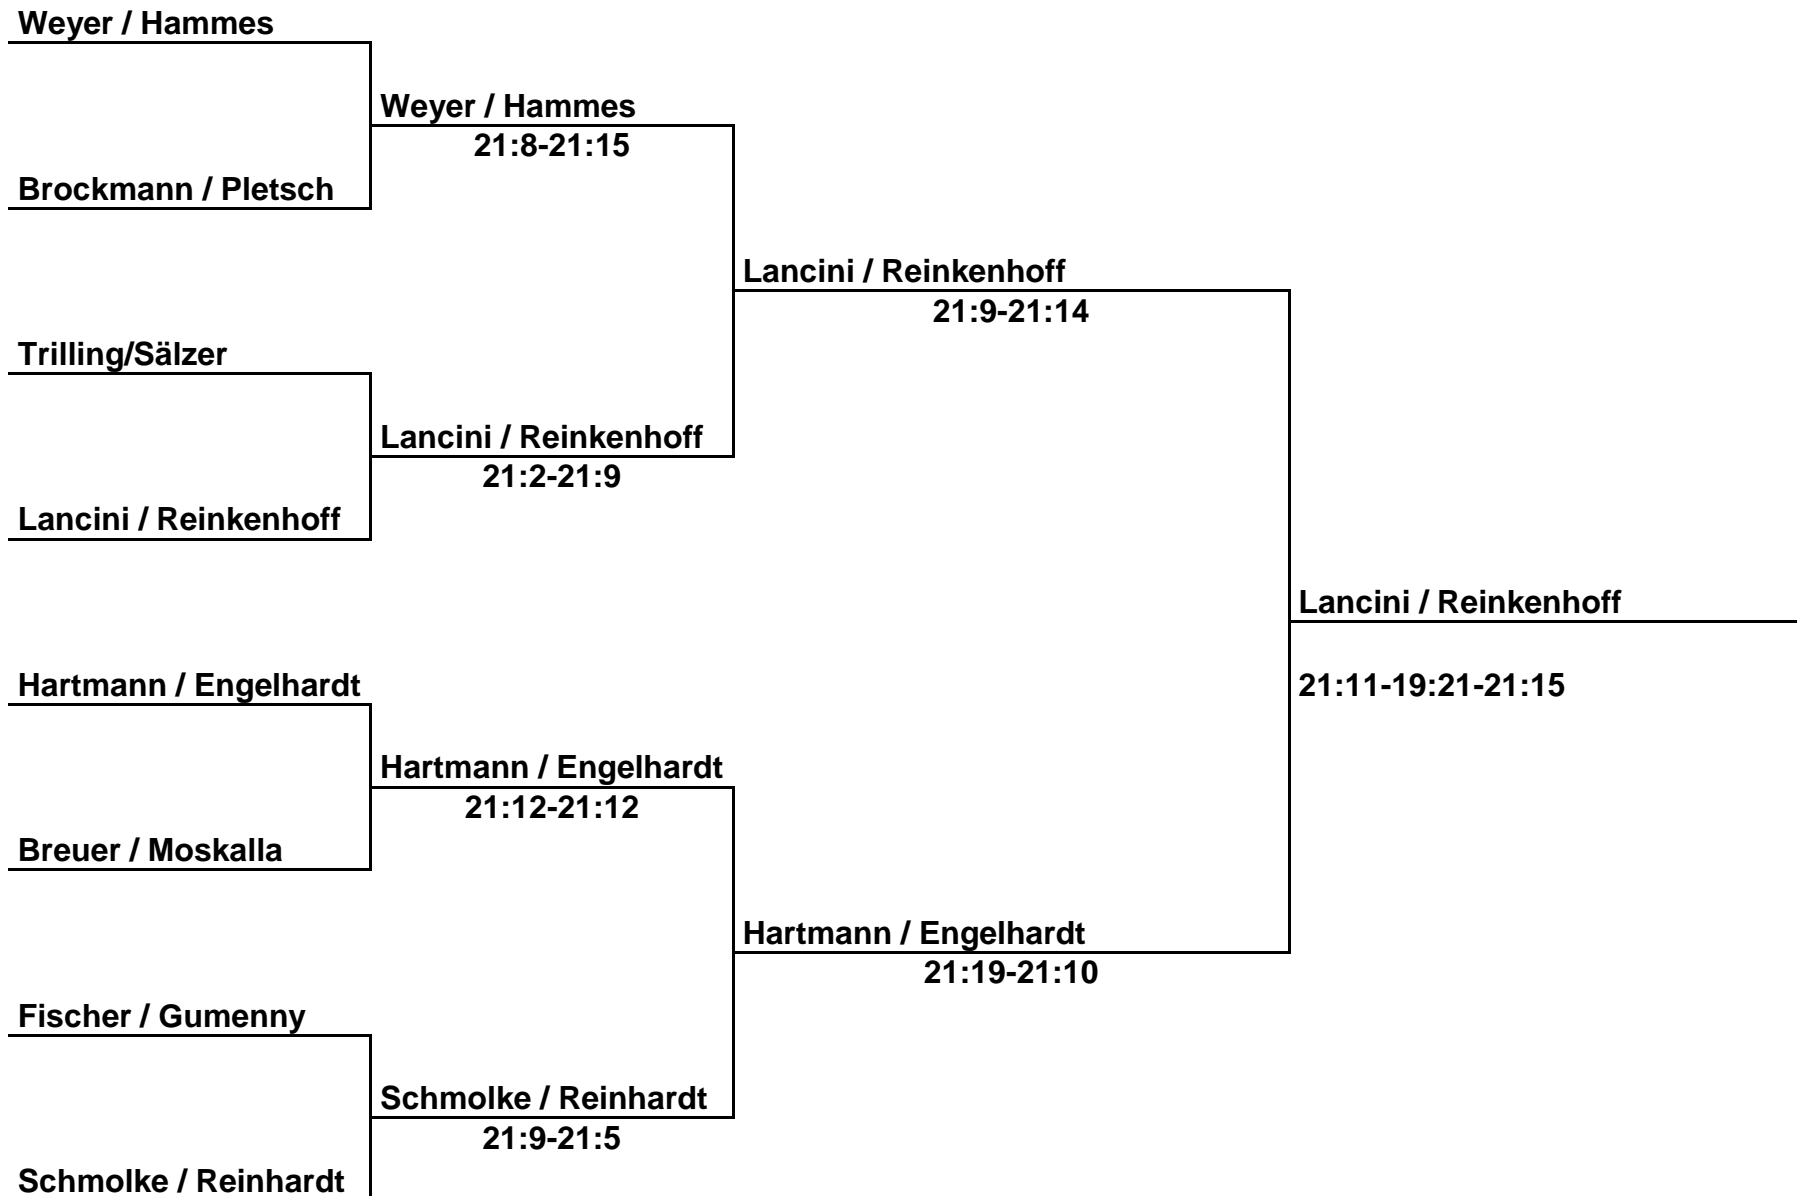 Weyer / Hammes
Weyer / Hammes
21:8-21:15
Brockmann / Pletsch
Lancini / Reinkenhoff
21:9-21:14
Trilling/Sälzer
Lancini / Reinkenhoff
21:2-21:9
Lancini / Reinkenhoff
Lancini / Reinkenhoff
Hartmann / Engelhardt
21:11-19:21-21:15
Hartmann / Engelhardt
21:12-21:12
Breuer / Moskalla
Hartmann / Engelhardt
21:19-21:10
Fischer / Gumenny
Schmolke / Reinhardt
21:9-21:5
Schmolke / Reinhardt